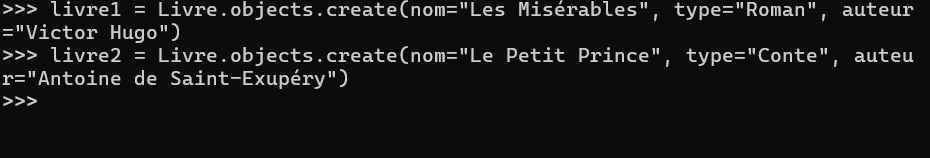 >>> livre1 = Livre.objects.create(nom="Les Misérables", type="Roman", auteur
="Victor Hugo")
>>> livre2 = Livre.objects.create(nom="Le Petit Prince", type="Conte", auteu
r="Antoine de Saint-Exupéry")
>>>